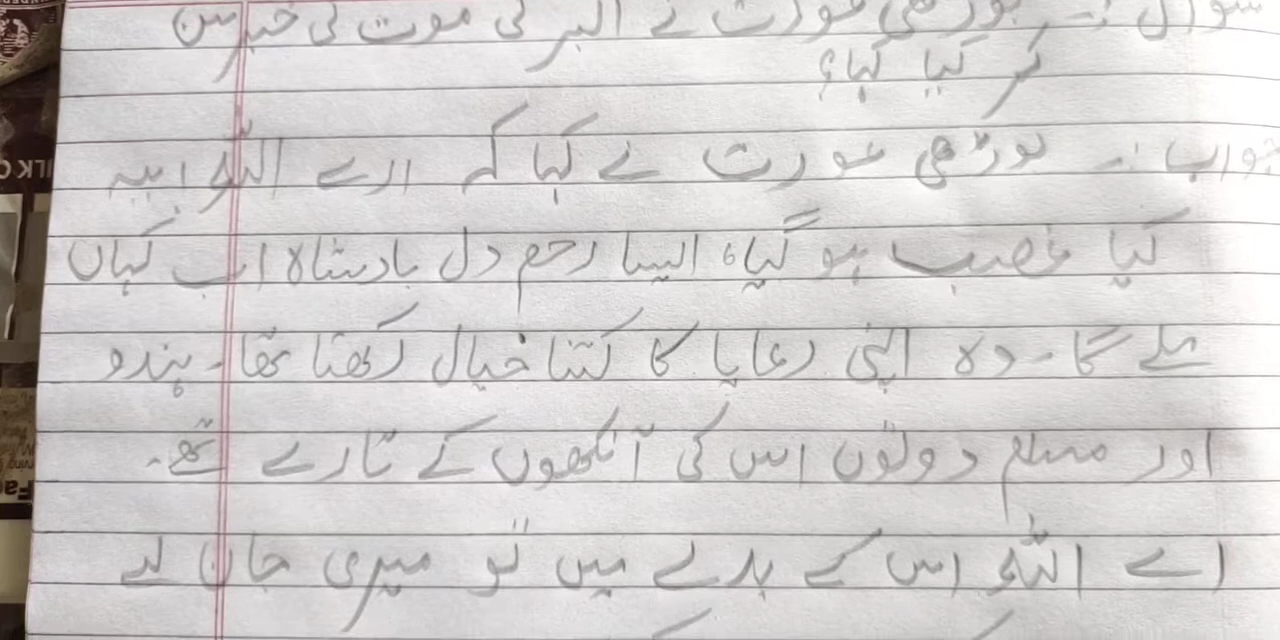 سوال :۔ بوڑھی عورت نے اکبر کی موت کی خبر سن
کر کیا کہا؟
جواب :۔ بوڑھی عورت نے کہا کہ ارے اللہ! یہ
کیا غضب ہو گیا، ایسا رحم دل بادشاہ اب کہاں
ملے گا۔ وہ اپنی رعایا کا کتنا خیال رکھتا تھا۔ ہندو
اور مسلم دونوں اس کی آنکھوں کے تارے تھے۔
اے اللہ اس کے بدلے میں تو میری جان لے